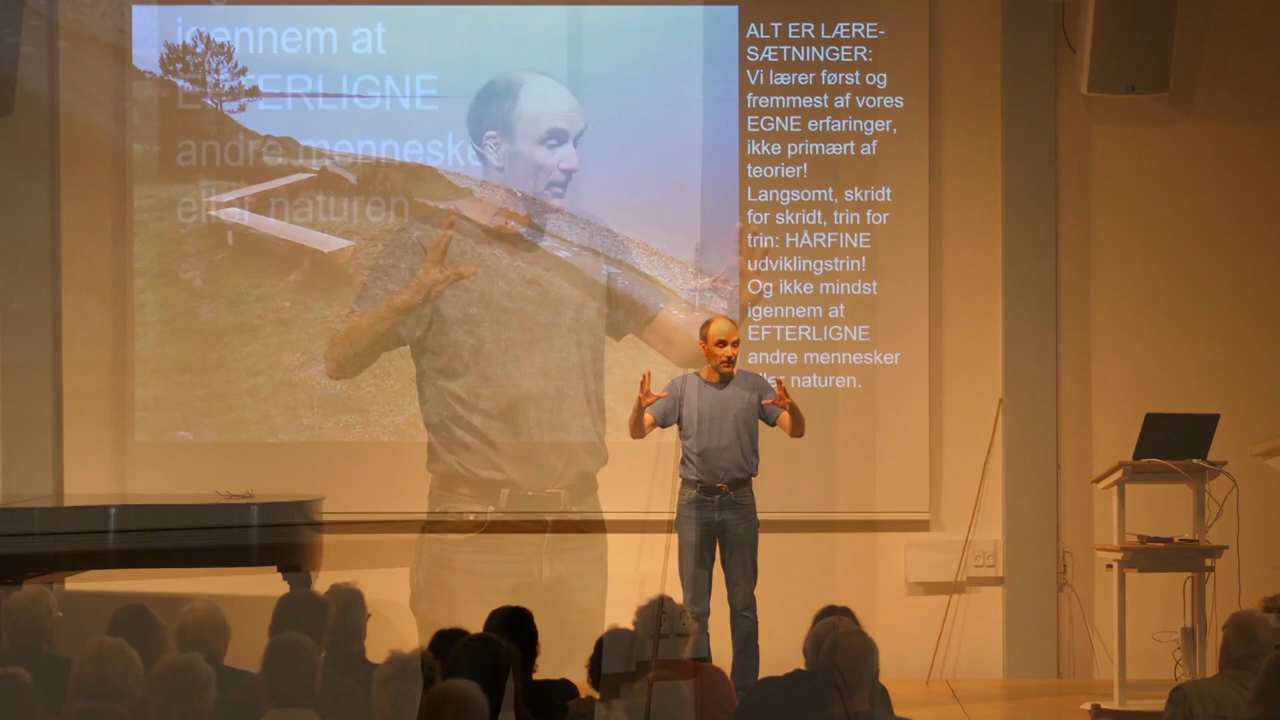 igennem at
EFTERLIGNE
andre menneske
eller naturen
ALT ER LÆRE-
SÆTNINGER:
Vi lærer først og
fremmest af vores
EGNE erfaringer,
ikke primært af
teorier!
Langsomt, skridt
for skridt, trin for
trin: HÅRFINE
udviklingstrin!
Og ikke mindst
igennem at
EFTERLIGNE
andre mennesker
eller naturen.